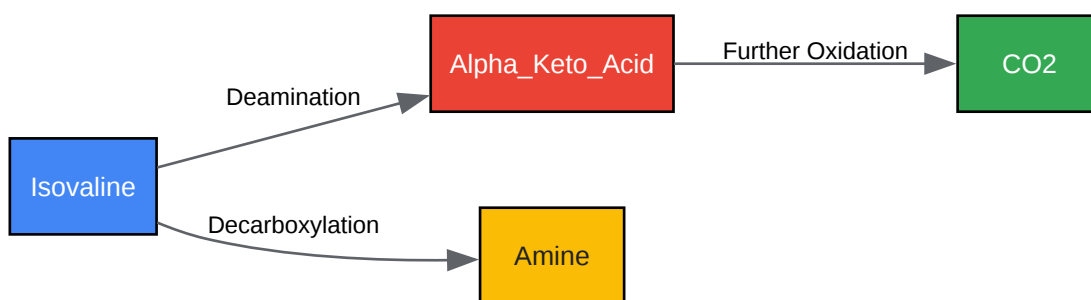 Isovaline
Deamination
Alpha_Keto_Acid
Further Oxidation
CO2
Decarboxylation
Amine